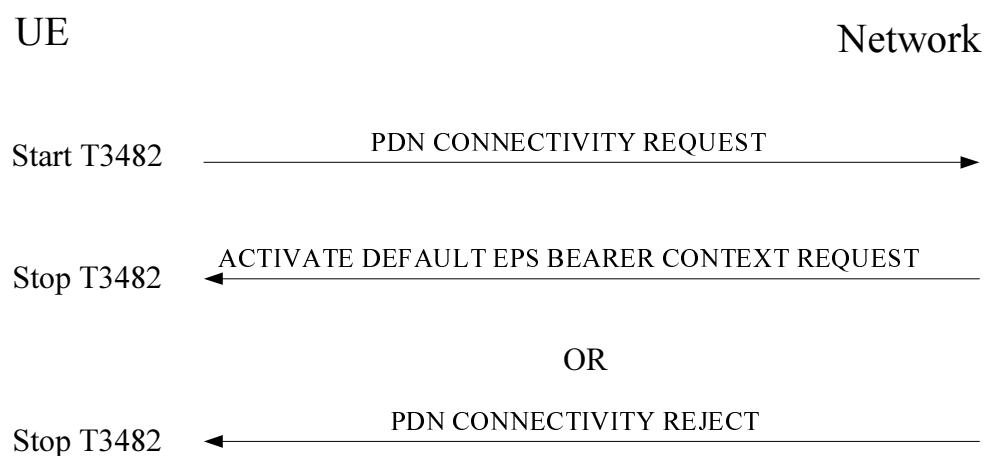 UE
Network
Start T3482
PDN CONNECTIVITY REQUEST
Stop T3482
ACTIVATE DEFAULT EPS BEARER CONTEXT REQUEST
OR
Stop T3482
PDN CONNECTIVITY REJECT